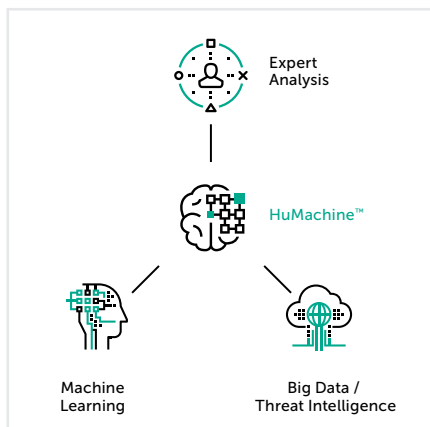 Expert
Analysis
HuMachine™
Machine
Learning
Big Data /
Threat Intelligence